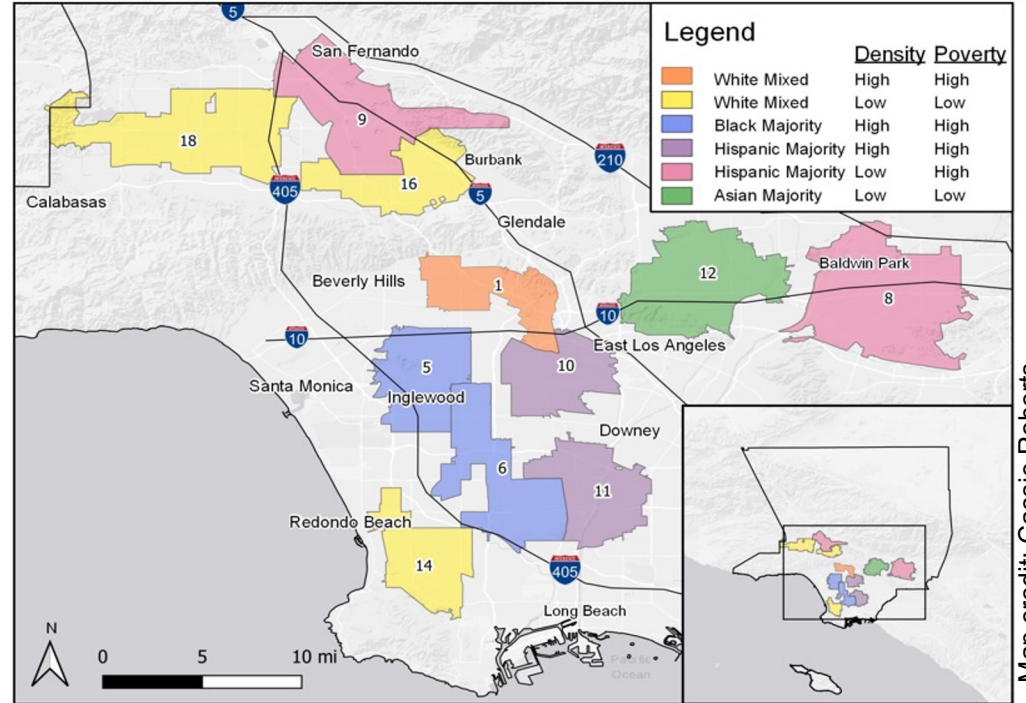 5
San Fernando
9
18
Burbank
16
405
5
210
Calabasas
Glendale
Legend
Density Poverty
White Mixed High High
White Mixed Low Low
Black Majority High High
Hispanic Majority High High
Hispanic Majority Low High
Asian Majority Low Low
12
Baldwin Park
8
Beverly Hills
1
10
10
East Los Angeles
5
10
Santa Monica
Inglewood
Downey
6
11
Redondo Beach
14
405
Long Beach
Pacific
Ocean
N
0 5 10 mi
Map credit: Cassie Roberts